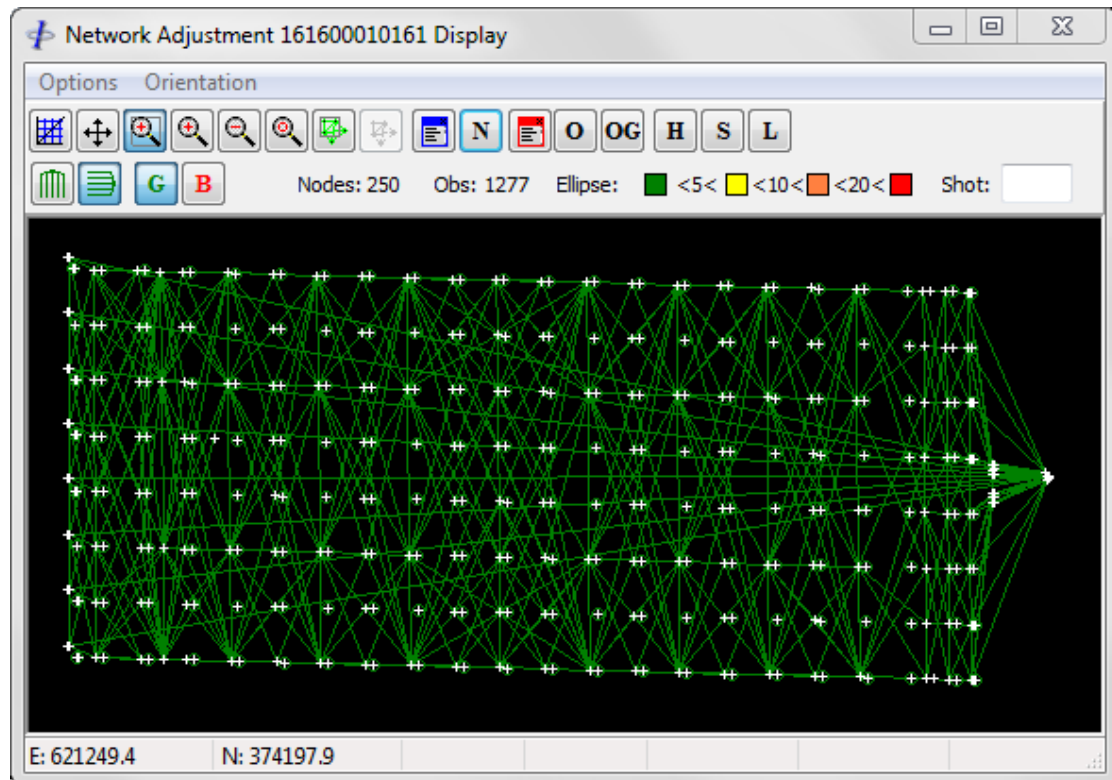 Network Adjustment 161600010161 Display
Options Orientation
N O OG H S L
G B Nodes: 250 Obs: 1277 Ellipse: <5< <10< <20< Shot:
E: 621249.4 N: 374197.9